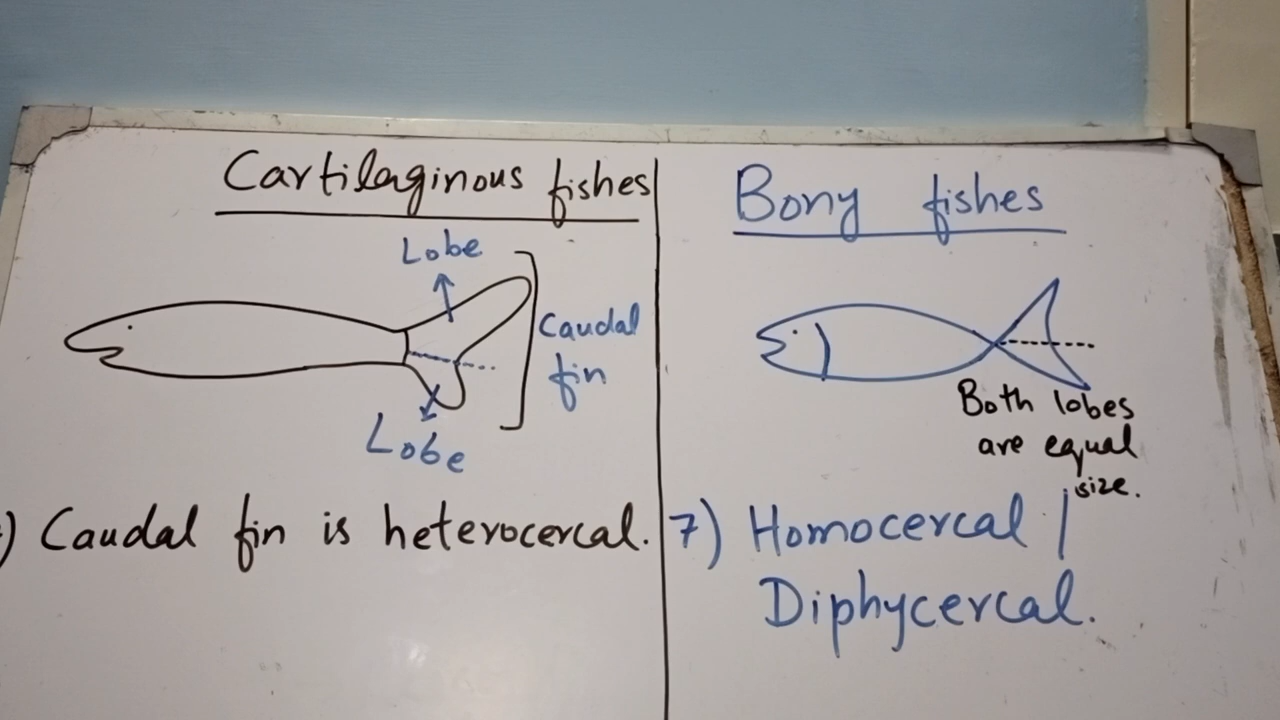 Cartilaginous fishes
Lobe
Caudal
fin
Lobe
) Caudal fin is heterocercal.
Bony fishes
Both lobes
are equal
size.
7) Homocercal /
Diphycercal.